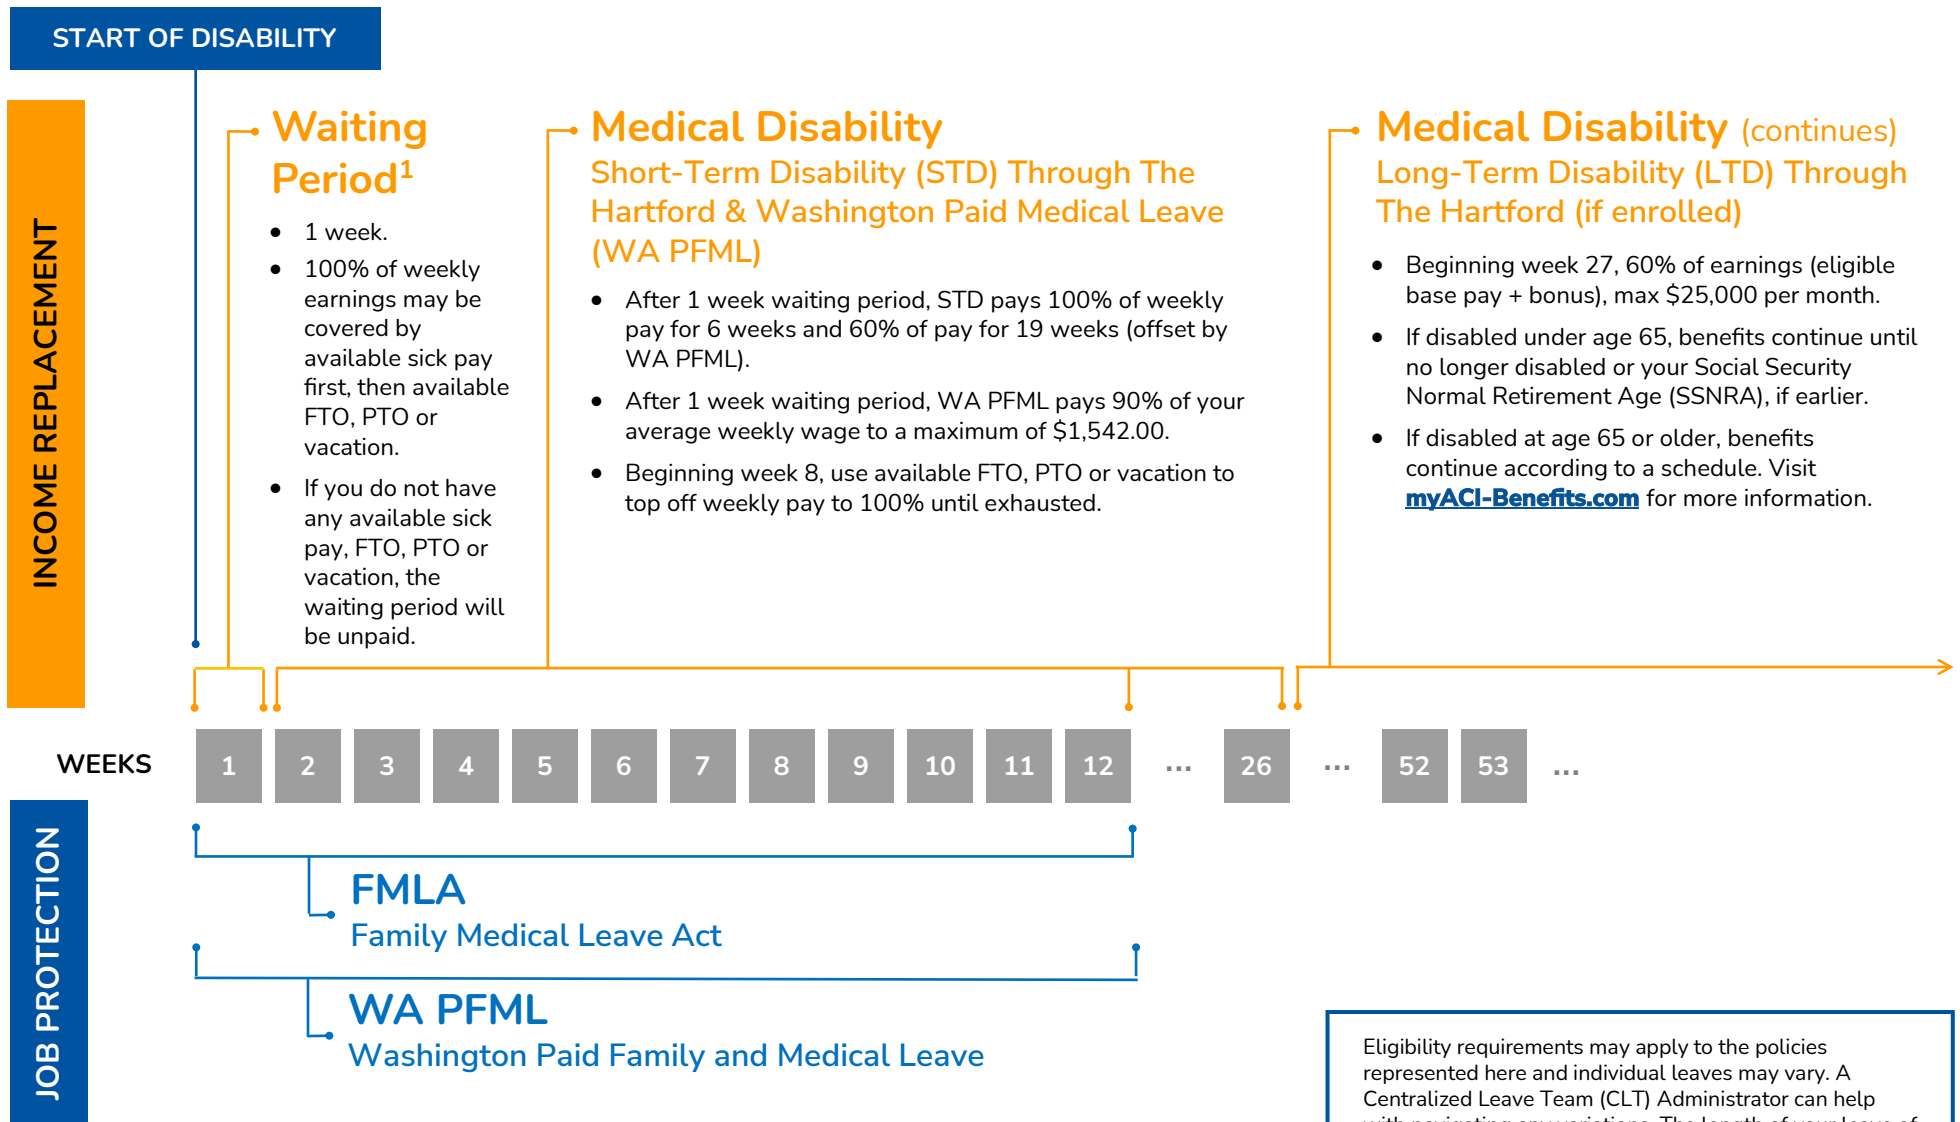 START OF DISABILITY
INCOME REPLACEMENT
Waiting
Period¹
• 1 week.
• 100% of weekly
earnings may be
covered by
available sick pay
first, then available
FTO, PTO or
vacation.
• If you do not have
any available sick
pay, FTO, PTO or
vacation, the
waiting period will
be unpaid.
Medical Disability
Short-Term Disability (STD) Through The
Hartford & Washington Paid Medical Leave
(WA PFML)
• After 1 week waiting period, STD pays 100% of weekly
pay for 6 weeks and 60% of pay for 19 weeks (offset by
WA PFML).
• After 1 week waiting period, WA PFML pays 90% of your
average weekly wage to a maximum of $1,542.00.
• Beginning week 8, use available FTO, PTO or vacation to
top off weekly pay to 100% until exhausted.
Medical Disability (continues)
Long-Term Disability (LTD) Through
The Hartford (if enrolled)
• Beginning week 27, 60% of earnings (eligible
base pay + bonus), max $25,000 per month.
• If disabled under age 65, benefits continue until
no longer disabled or your Social Security
Normal Retirement Age (SSNRA), if earlier.
• If disabled at age 65 or older, benefits
continue according to a schedule. Visit
myACI-Benefits.com for more information.
WEEKS 1 2 3 4 5 6 7 8 9 10 11 12 ... 26 ... 52 53 ...
JOB PROTECTION
FMLA
Family Medical Leave Act
WA PFML
Washington Paid Family and Medical Leave
Eligibility requirements may apply to the policies
represented here and individual leaves may vary. A
Centralized Leave Team (CLT) Administrator can help
with navigating any variations. The length of your leave of